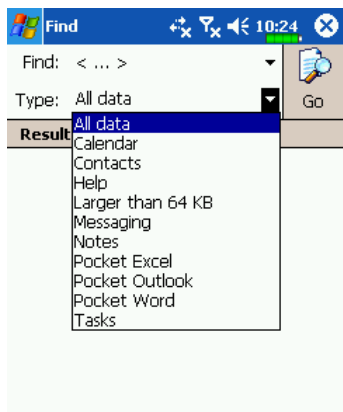 Find 10:24
Find: < ... >
Type: All data Go
Result
All data
Calendar
Contacts
Help
Larger than 64 KB
Messaging
Notes
Pocket Excel
Pocket Outlook
Pocket Word
Tasks